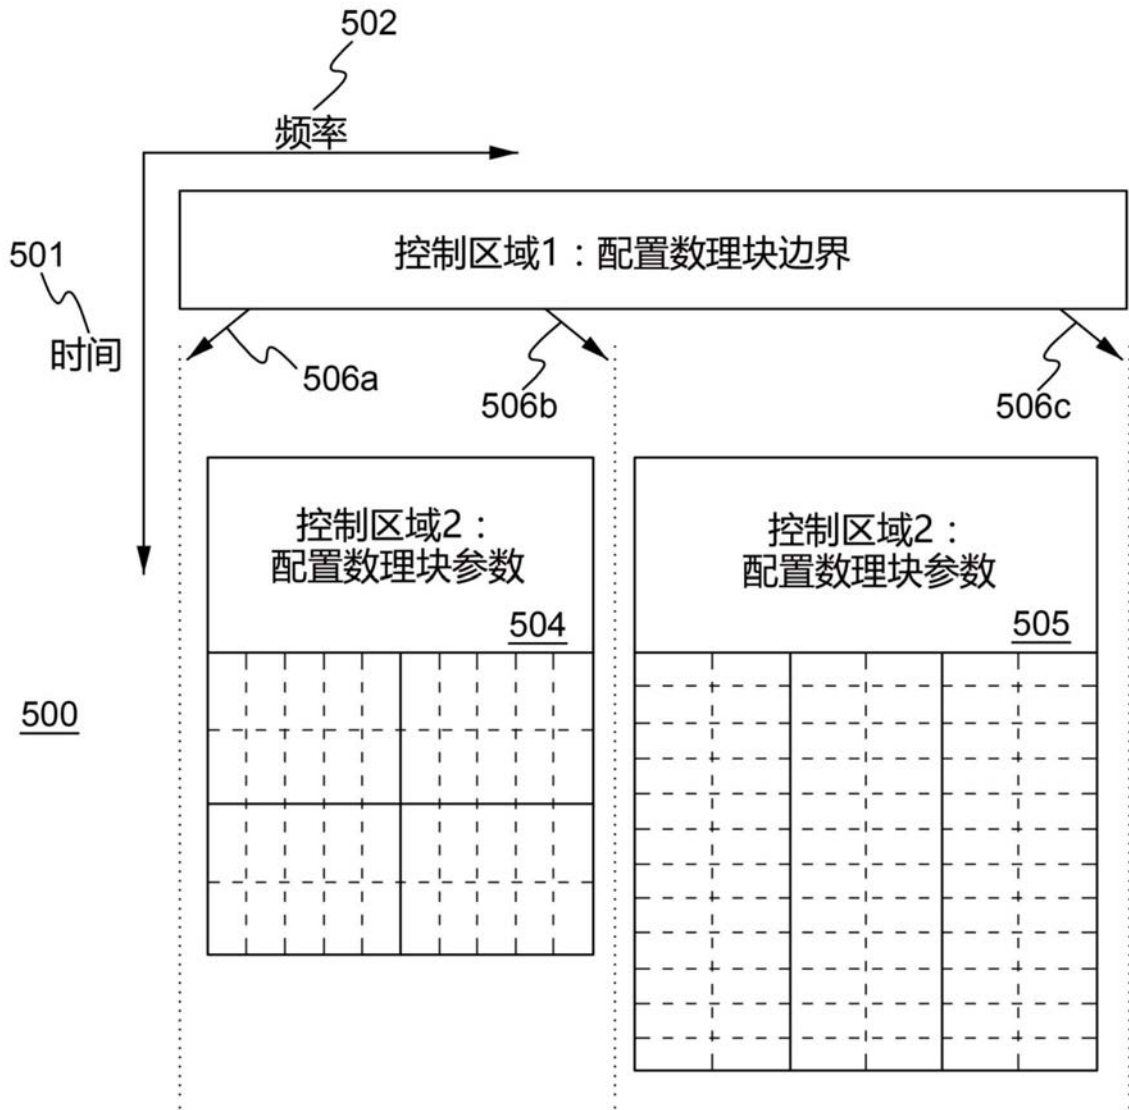 502
频率
501
时间
控制区域1：配置数理块边界
506a
506b
506c
控制区域2：
配置数理块参数
504
控制区域2：
配置数理块参数
505
500